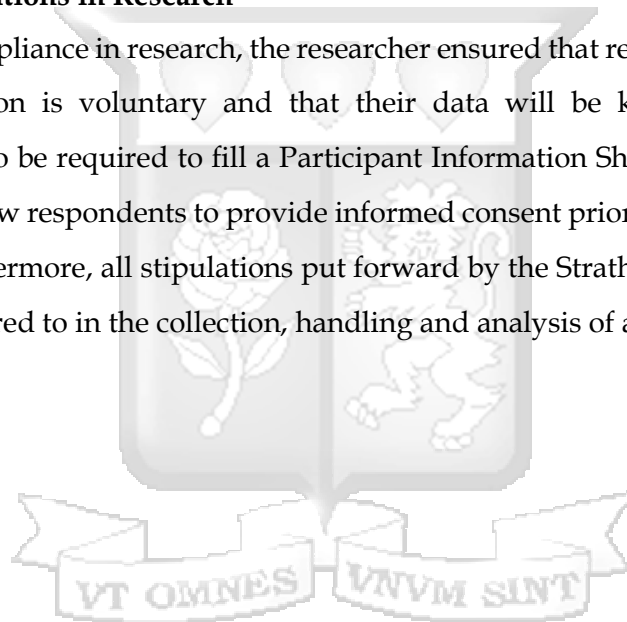 tions in Research
pliance in research, the researcher ensured that re
on is voluntary and that their data will be k
o be required to fill a Participant Information Sh
w respondents to provide informed consent prior
ermore, all stipulations put forward by the Strath
red to in the collection, handling and analysis of a
VT OMNES VNVM SINT